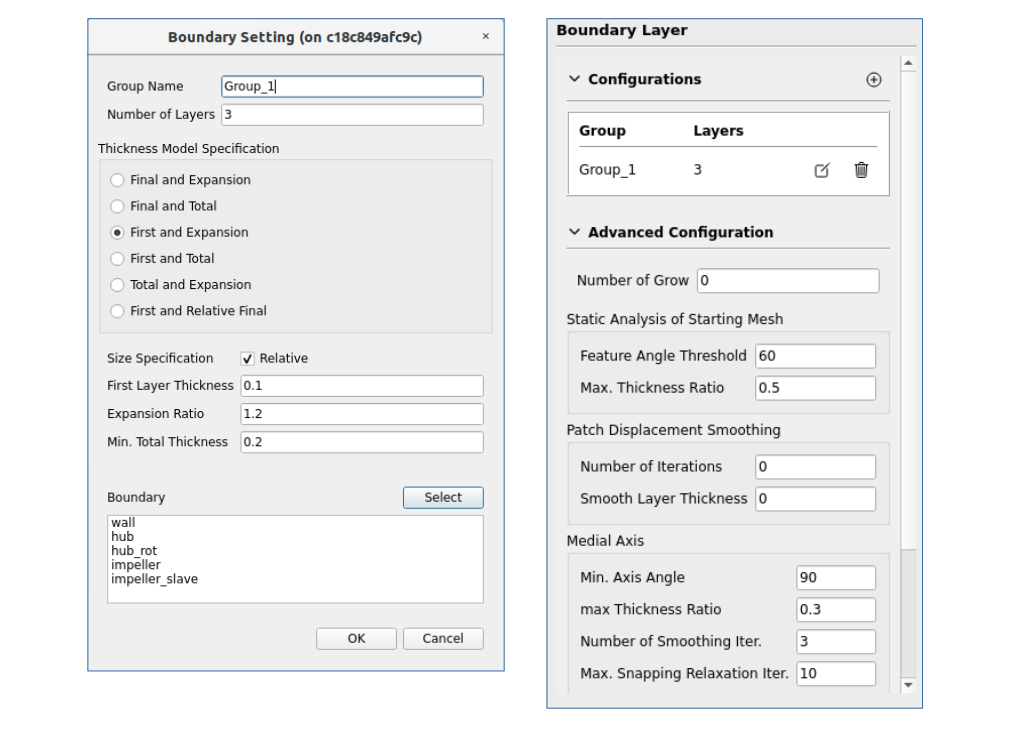 Boundary Setting (on c18c849afc9c)
×
Group Name Group_1
Number of Layers 3
Thickness Model Specification
Final and Expansion
Final and Total
First and Expansion
First and Total
Total and Expansion
First and Relative Final
Size Specification Relative
First Layer Thickness 0.1
Expansion Ratio 1.2
Min. Total Thickness 0.2
Boundary Select
wall
hub
hub_rot
impeller
impeller_slave
OK Cancel
Boundary Layer
Configurations
Group Layers
Group_1 3
Advanced Configuration
Number of Grow 0
Static Analysis of Starting Mesh
Feature Angle Threshold 60
Max. Thickness Ratio 0.5
Patch Displacement Smoothing
Number of Iterations 0
Smooth Layer Thickness 0
Medial Axis
Min. Axis Angle 90
max Thickness Ratio 0.3
Number of Smoothing Iter. 3
Max. Snapping Relaxation Iter. 10